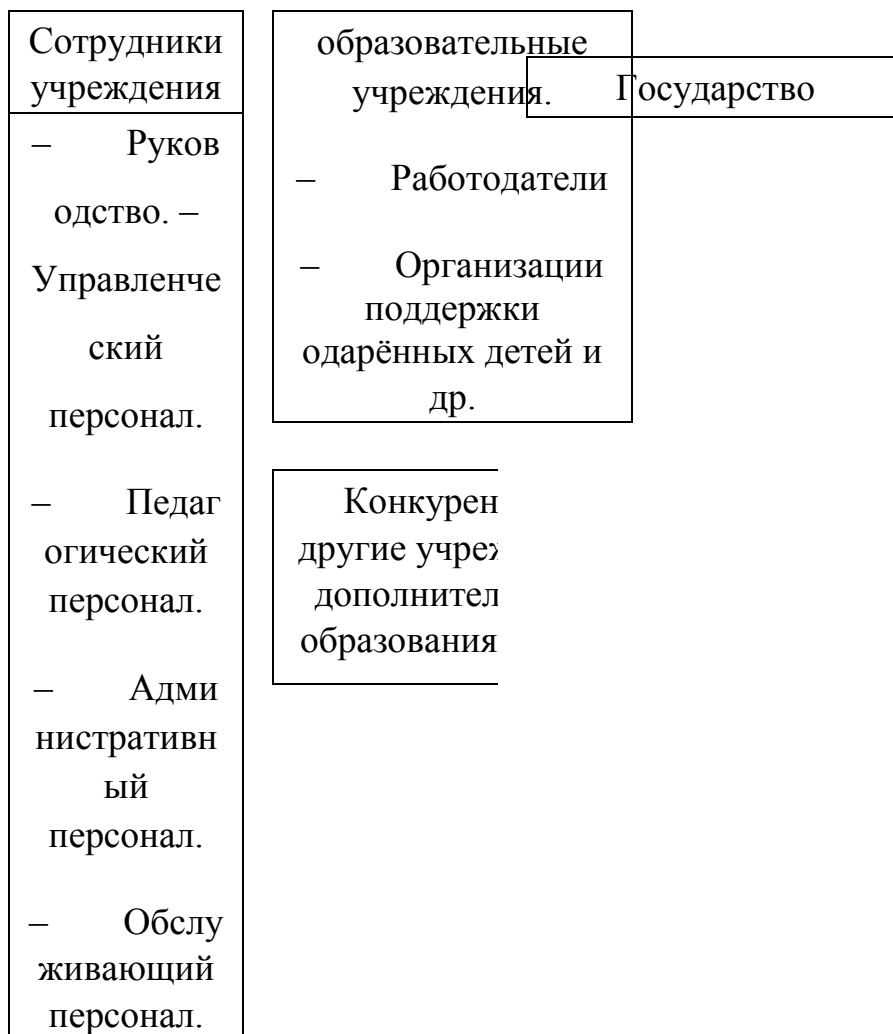 Сотрудники
учреждения
– Руков
одство. –
Управленче
ский
персонал.
– Педаг
огический
персонал.
– Адми
нистративн
ый
персонал.
– Обслу
живающий
персонал.
образовательные
учреждения.
– Работодатели
– Организации
поддержки
одарённых детей и
др.
Государство
Конкурен
другие учреж
дополнител
образования